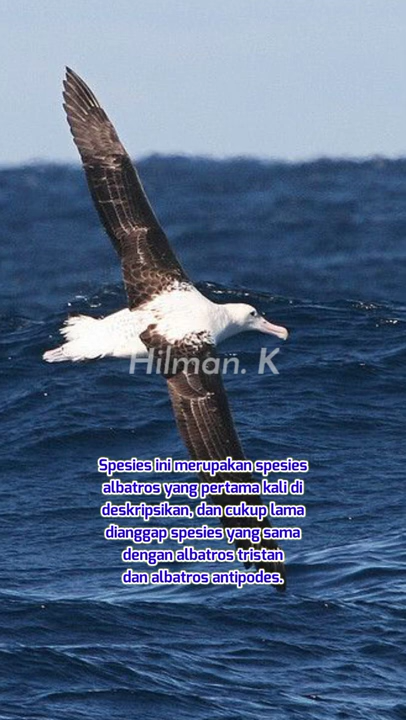 Hilman. K
Spesies ini merupakan spesies
albatros yang pertama kali di
deskripsikan, dan cukup lama
dianggap spesies yang sama
dengan albatros tristan
dan albatros antipodes.